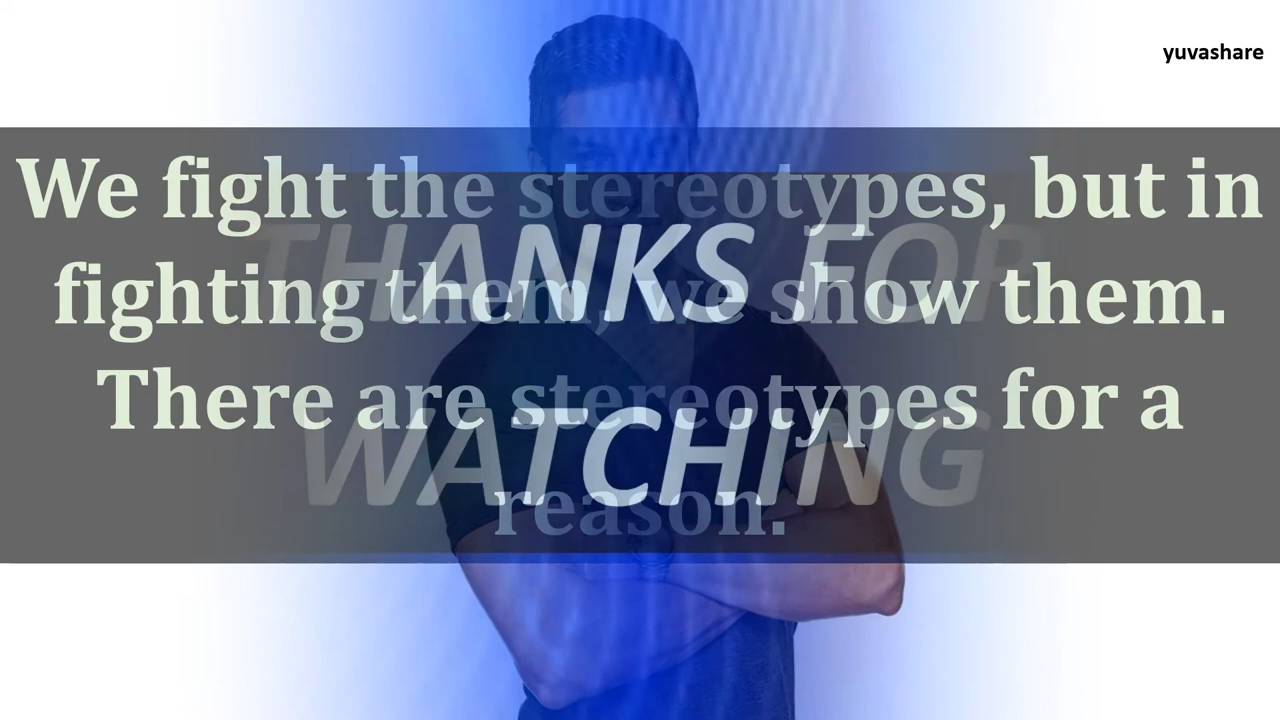 yuvashare
We fight the stereotypes, but in
fighting them, we show them.
There are stereotypes for a
reason.
THANKS FOR
WATCHING